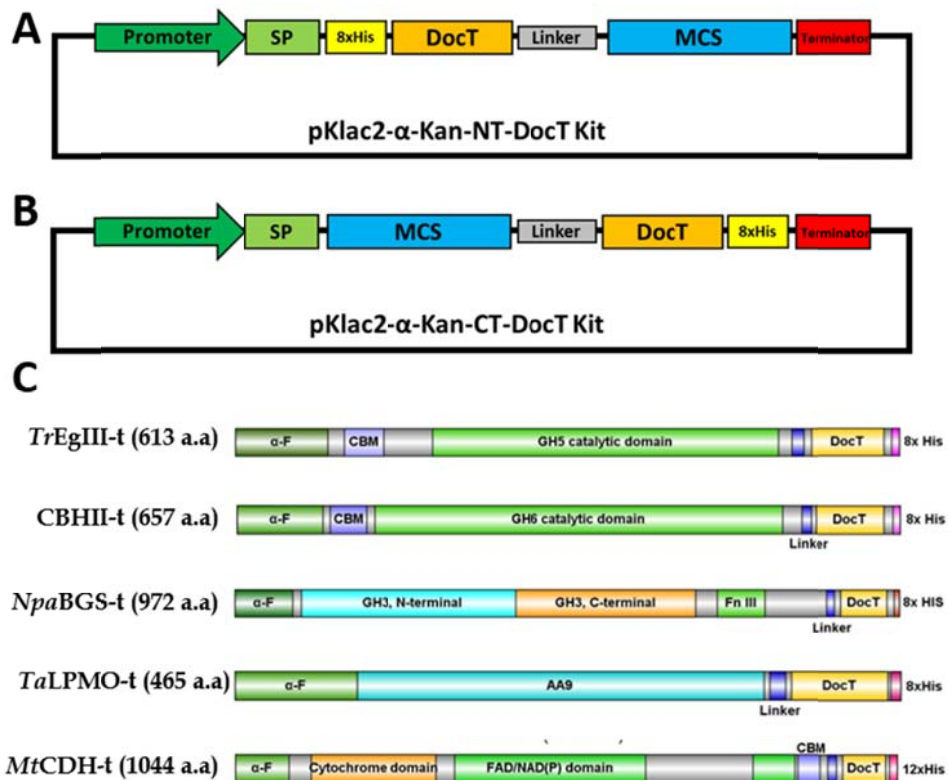 A
Promoter SP 8xHis DocT Linker MCS Terminator
pKlac2-α-Kan-NT-DocT Kit
B
Promoter SP MCS Linker DocT 8xHis Terminator
pKlac2-α-Kan-CT-DocT Kit
C
TrEgIII-t (613 a.a) α-F CBM GH5 catalytic domain DocT 8x His
CBHII-t (657 a.a) α-F CBM GH6 catalytic domain DocT 8x His
Linker
NpaBGS-t (972 a.a) α-F GH3, N-terminal GH3, C-terminal Fn III DocT 8x HIS
Linker
TaLPMO-t (465 a.a) α-F AA9 DocT 8xHis
Linker
CBM
MtCDH-t (1044 a.a) α-F Cytochrome domain FAD/NAD(P) domain DocT 12xHis
Linker